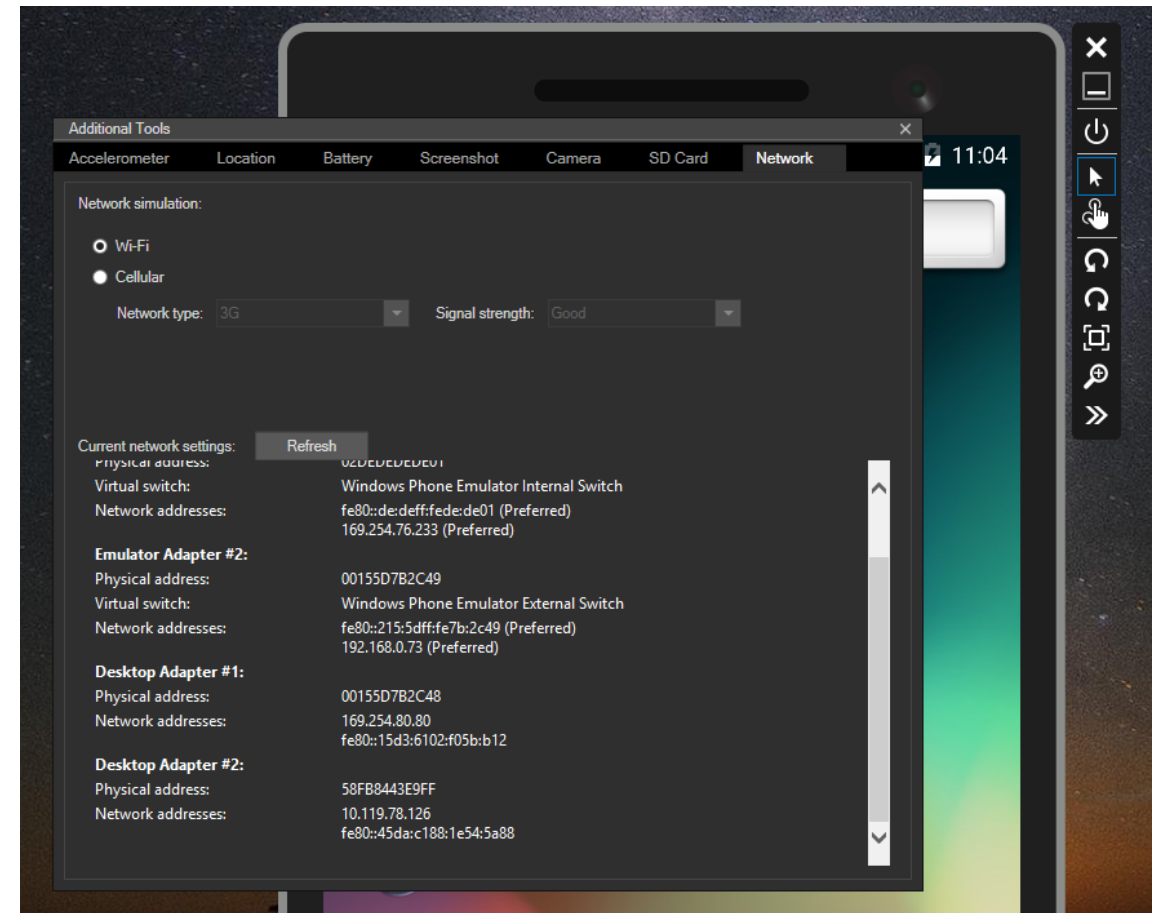 Additional Tools
Accelerometer Location Battery Screenshot Camera SD Card Network
11:04
Network simulation:
Wi-Fi
Cellular
Network type: 3G Signal strength: Good
Current network settings: Refresh
Physical address: 02DEDEDEDE01
Virtual switch: Windows Phone Emulator Internal Switch
Network addresses: fe80::de:deff:fede:de01 (Preferred)
169.254.76.233 (Preferred)
Emulator Adapter #2:
Physical address: 00155D7B2C49
Virtual switch: Windows Phone Emulator External Switch
Network addresses: fe80::215:5dff:fe7b:2c49 (Preferred)
192.168.0.73 (Preferred)
Desktop Adapter #1:
Physical address: 00155D7B2C48
Network addresses: 169.254.80.80
fe80::15d3:6102:f05b:b12
Desktop Adapter #2:
Physical address: 58FB8443E9FF
Network addresses: 10.119.78.126
fe80::45da:c188:1e54:5a88